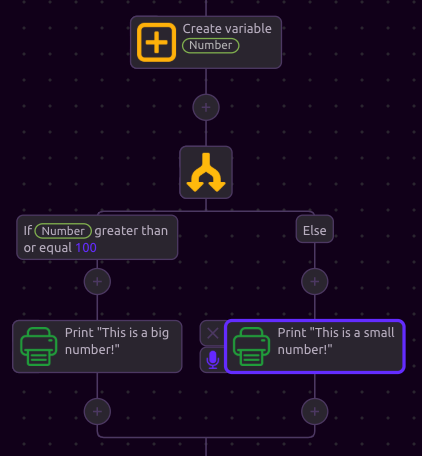 Create variable
Number
If Number greater than
or equal 100
Else
Print "This is a big
number!"
Print "This is a small
number!"